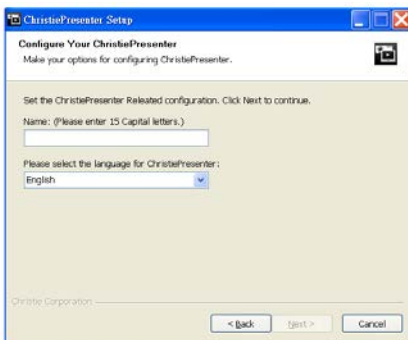 ChristiePresenter Setup
Configure Your ChristiePresenter
Make your options for configuring ChristiePresenter.
Set the ChristiePresenter Releated configuration. Click Next to continue.
Name: (Please enter 15 Capital letters.)
Please select the language for ChristiePresenter:
English
Christie Corporation
< Back
Next >
Cancel